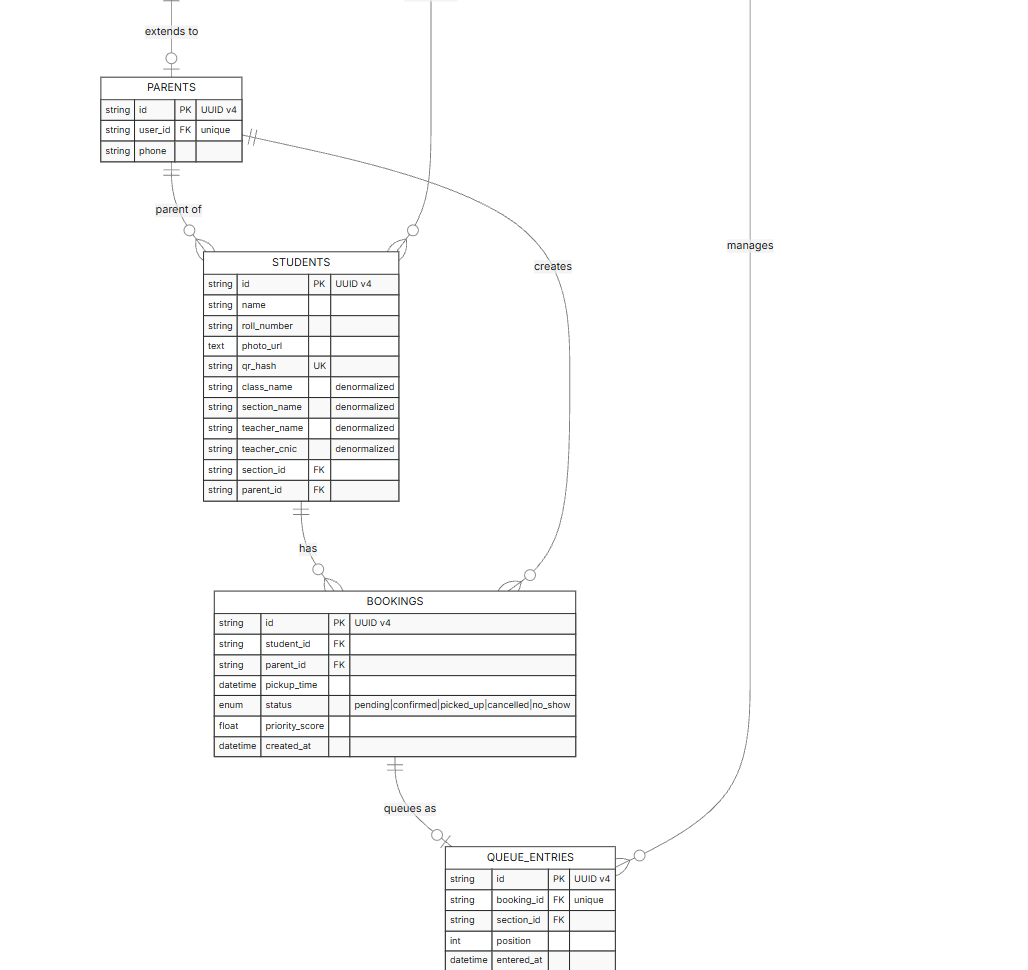 extends to
PARENTS
string id PK UUID v4
string user_id FK unique
string phone
parent of
manages
creates
STUDENTS
string id PK UUID v4
string name
string roll_number
text photo_url
string qr_hash UK
string class_name denormalized
string section_name denormalized
string teacher_name denormalized
string teacher_cnic denormalized
string section_id FK
string parent_id FK
has
BOOKINGS
string id PK UUID v4
string student_id FK
string parent_id FK
datetime pickup_time
enum status pending|confirmed|picked_up|cancelled|no_show
float priority_score
datetime created_at
queues as
QUEUE_ENTRIES
string id PK UUID v4
string booking_id FK unique
string section_id FK
int position
datetime entered_at